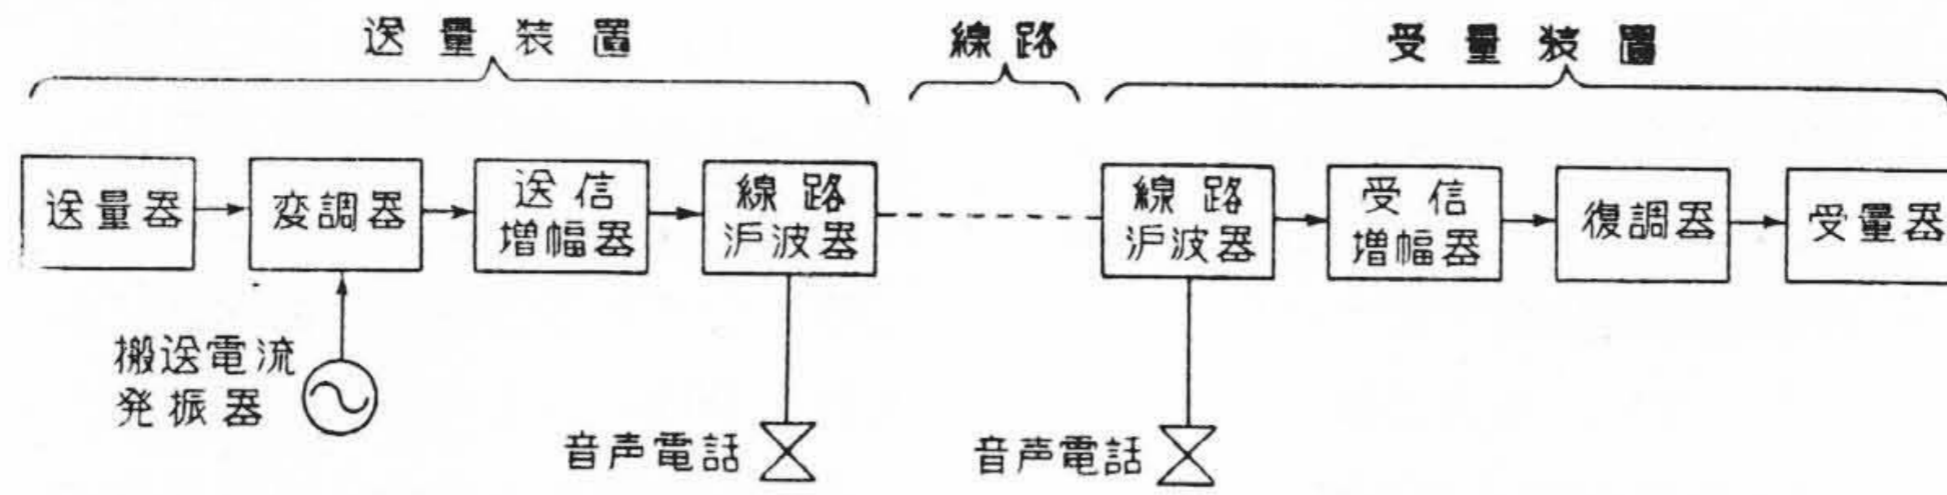 送量装置
線路
受量装置
送量器
変調器
送信
増幅器
線路
沪波器
線路
沪波器
受信
増幅器
復調器
受量器
搬送電流
発振器
音声電話
音声電話